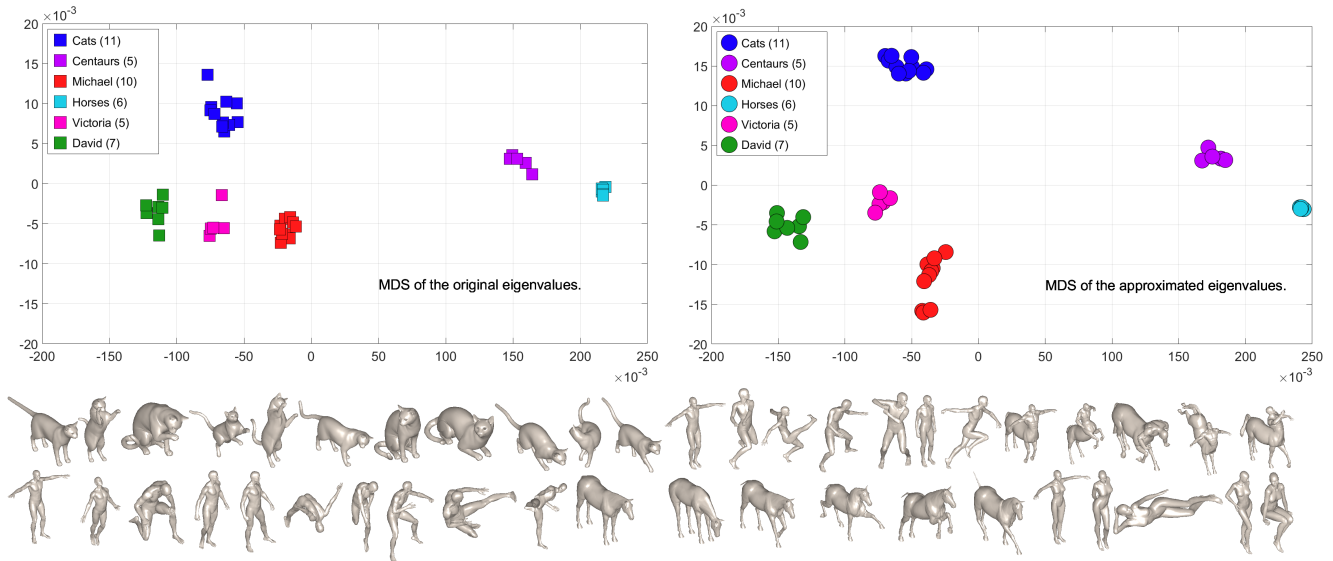 ×10⁻³
20
15
10
5
0
-5
-10
-15
-20
Cats (11)
Centaurs (5)
Michael (10)
Horses (6)
Victoria (5)
David (7)
MDS of the original eigenvalues.
-200 -150 -100 -50 0 50 100 150 200 250
×10⁻³
×10⁻³
20
15
10
5
0
-5
-10
-15
-20
Cats (11)
Centaurs (5)
Michael (10)
Horses (6)
Victoria (5)
David (7)
MDS of the approximated eigenvalues.
-200 -150 -100 -50 0 50 100 150 200 250
×10⁻³